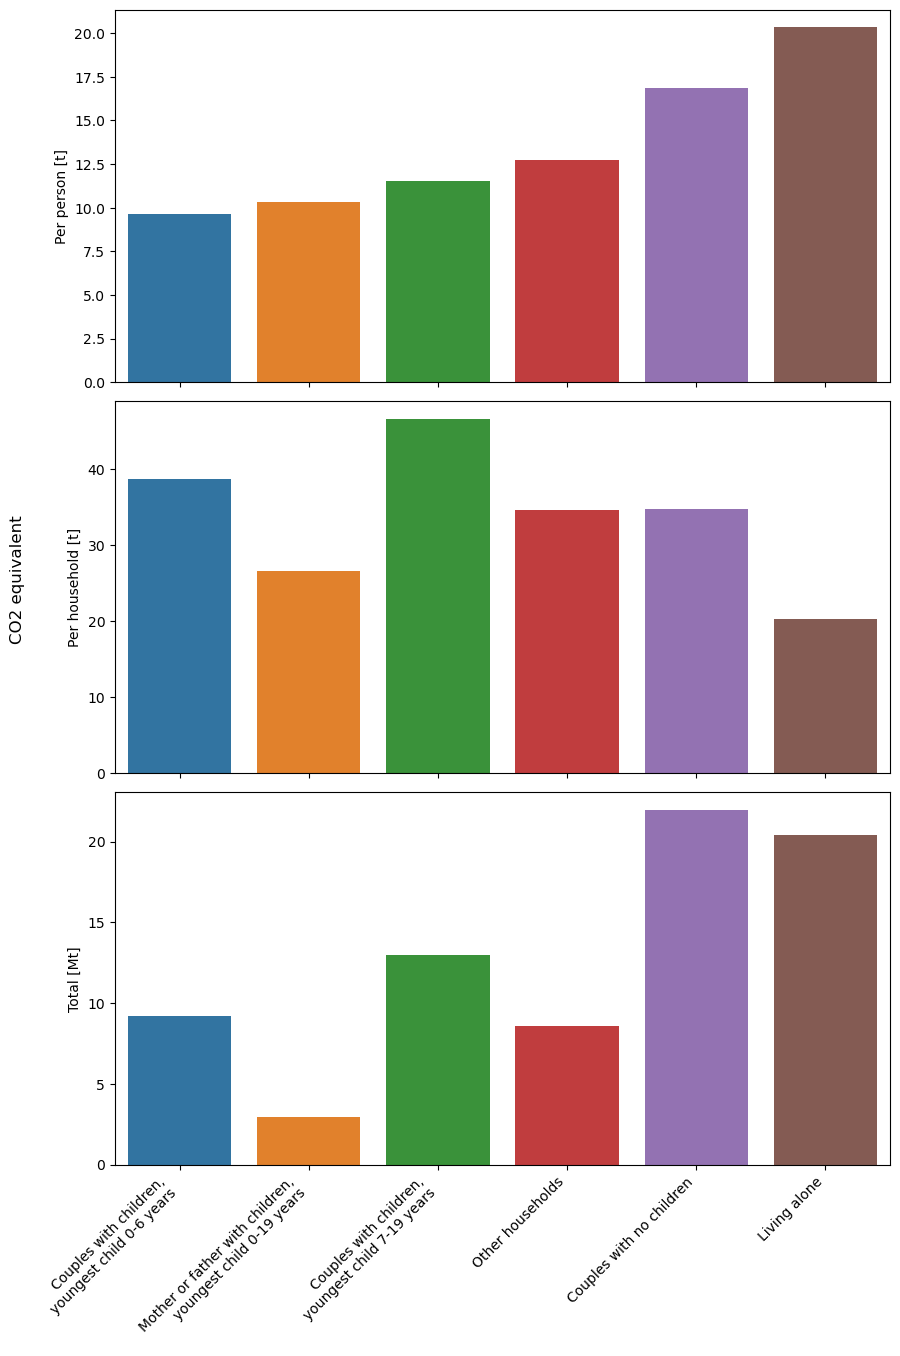 CO2 equivalent
Per person [t]
20.0
17.5
15.0
12.5
10.0
7.5
5.0
2.5
0.0
Per household [t]
40
30
20
10
0
Total [Mt]
20
15
10
5
0
Couples with children,
youngest child 0-6 years
Mother or father with children,
youngest child 0-19 years
Couples with children,
youngest child 7-19 years
Other households
Couples with no children
Living alone